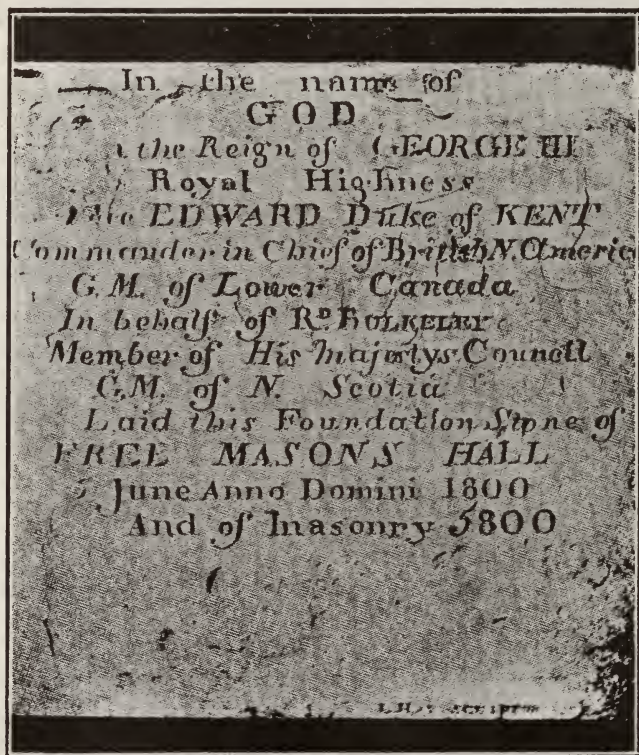 In the name of
GOD
the Reign of GEORGE III
Royal Highness
EDWARD Duke of KENT
Commander in Chief of British N. America
G.M. of Lower Canada
In behalf of R.D BULKELEY
Member of His Majestys Councll
G.M. of N. Scotia
Laid this Foundation Stone of
FREE MASONS HALL
June Anno Domini 1800
And of Masonry 5800